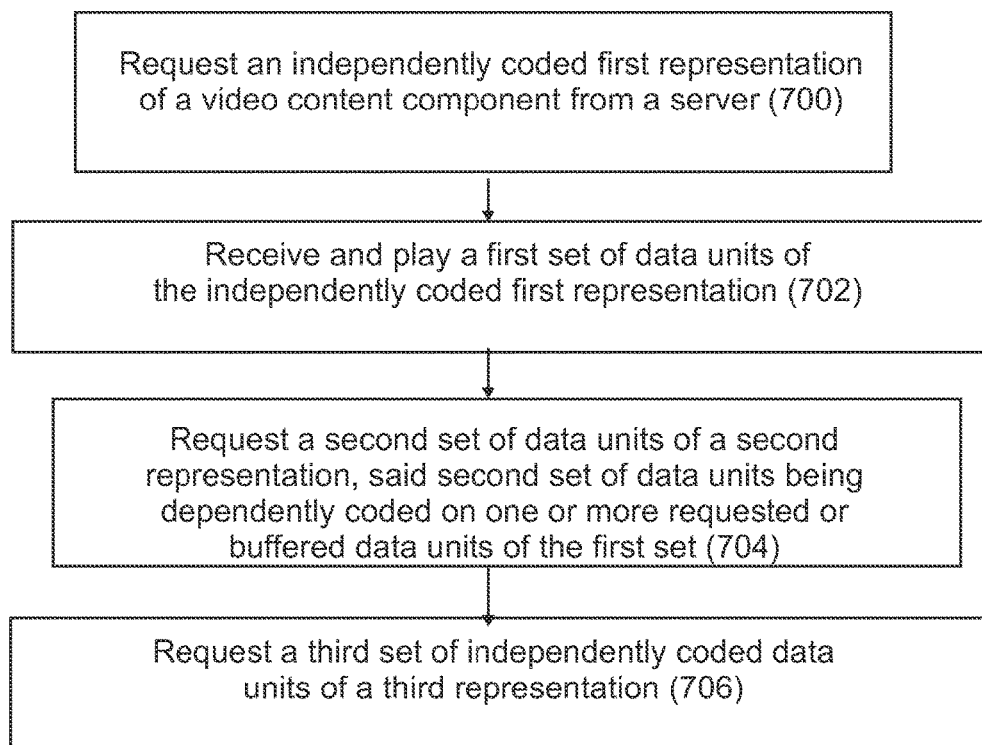 Request an independently coded first representation
of a video content component from a server (700)
Receive and play a first set of data units of
the independently coded first representation (702)
Request a second set of data units of a second
representation, said second set of data units being
dependently coded on one or more requested or
buffered data units of the first set (704)
Request a third set of independently coded data
units of a third representation (706)